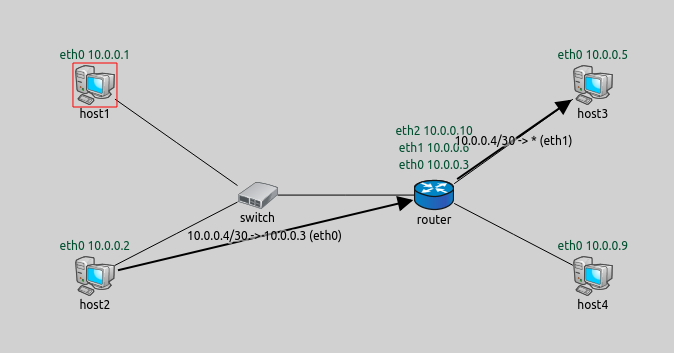 eth0 10.0.0.1
host1
eth0 10.0.0.5
host3
eth2 10.0.0.10
eth1 10.0.0.6
eth0 10.0.0.3
10.0.0.4/30 -> * (eth1)
switch
router
10.0.0.4/30 -> 10.0.0.3 (eth0)
eth0 10.0.0.2
host2
eth0 10.0.0.9
host4